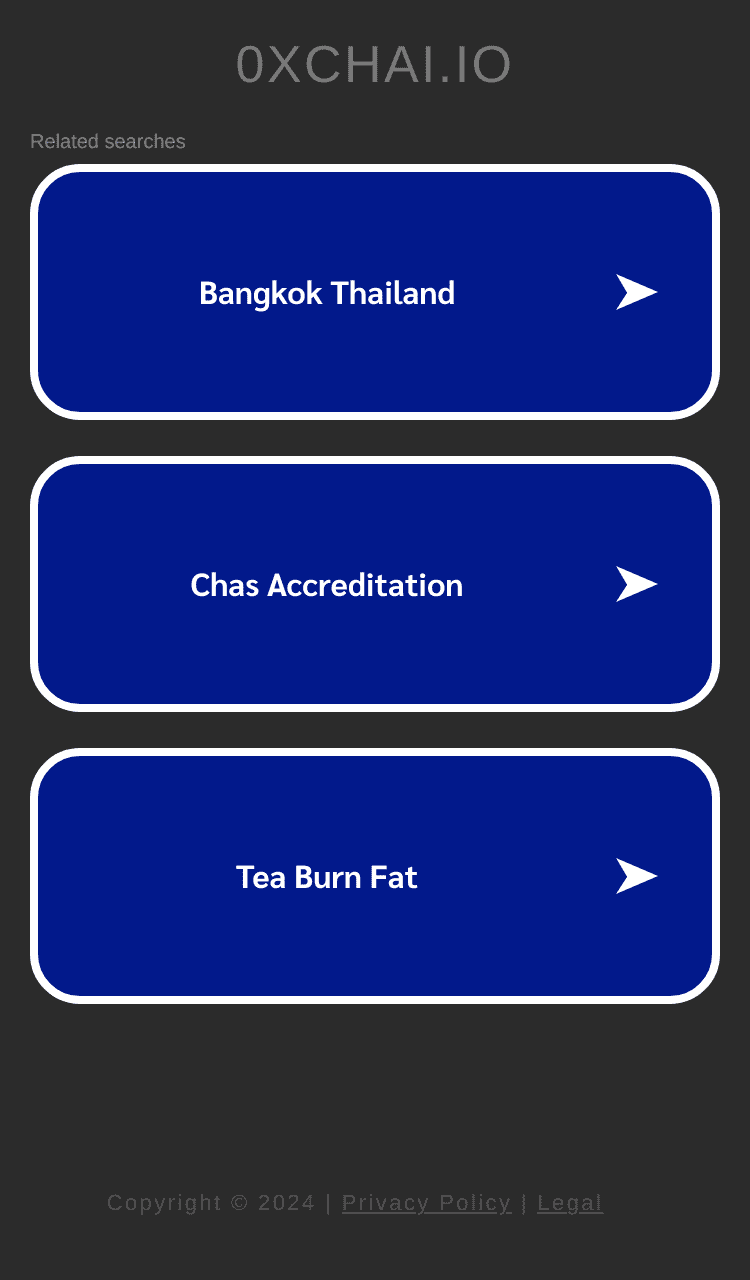 0XCHAI.IO
Related searches
Bangkok Thailand
Chas Accreditation
Tea Burn Fat
Copyright © 2024 | Privacy Policy | Legal